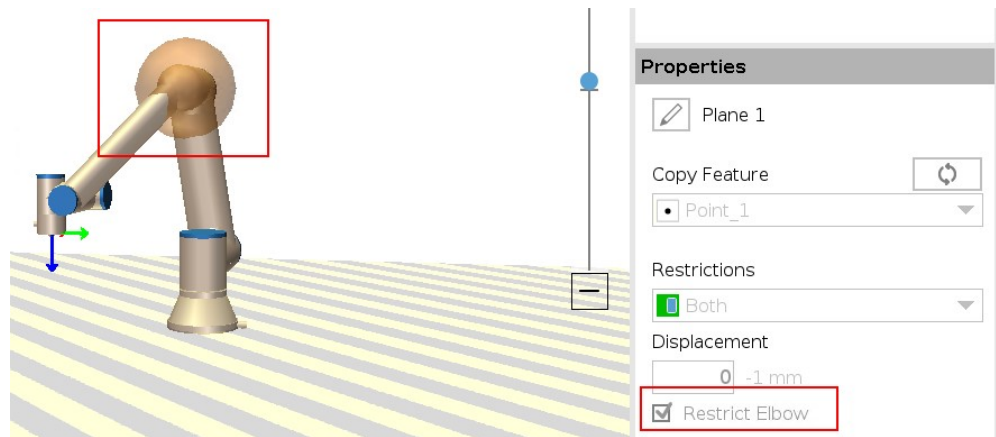 Properties
Plane 1
Copy Feature
Point_1
Restrictions
Both
Displacement
0 -1 mm
Restrict Elbow